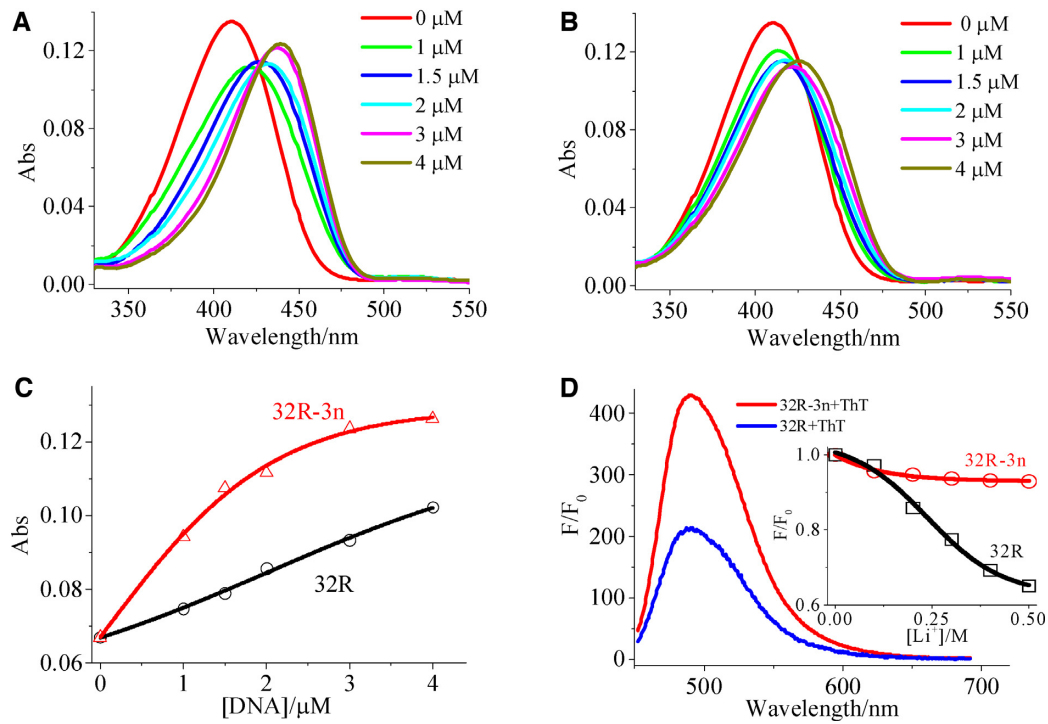 A
Abs
0.12
0.08
0.04
0.00
350
400
450
500
550
Wavelength/nm
0 μM
1 μM
1.5 μM
2 μM
3 μM
4 μM
B
Abs
0.12
0.08
0.04
0.00
350
400
450
500
550
Wavelength/nm
0 μM
1 μM
1.5 μM
2 μM
3 μM
4 μM
C
Abs
0.12
0.10
0.08
0.06
0
1
2
3
4
[DNA]/μM
32R-3n
32R
D
F/F0
400
300
200
100
0
500
600
700
Wavelength/nm
32R-3n+ThT
32R+ThT
F/F0
1.0
0.8
0.6
0.00
0.25
0.50
[Li+]/M
32R-3n
32R